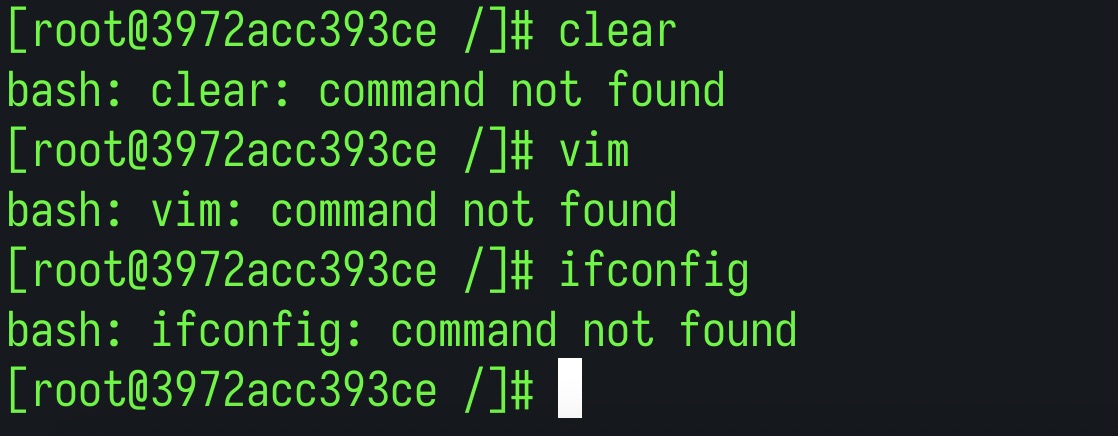 [root@3972acc393ce /]# clear
bash: clear: command not found
[root@3972acc393ce /]# vim
bash: vim: command not found
[root@3972acc393ce /]# ifconfig
bash: ifconfig: command not found
[root@3972acc393ce /]#